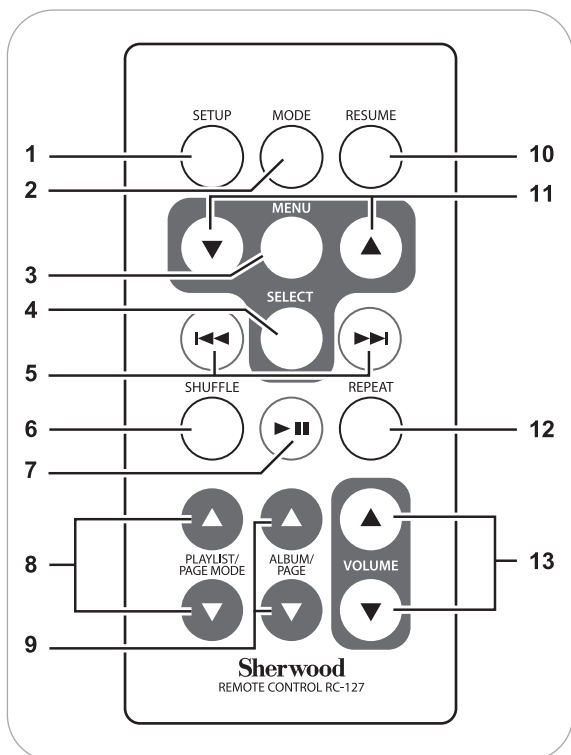 SETUP MODE RESUME
1 10
2
11
MENU
3
SELECT
4
5
SHUFFLE REPEAT
6 12
7
8 PLAYLIST/ ALBUM/ VOLUME 13
PAGE MODE PAGE
9
Sherwood
REMOTE CONTROL RC-127